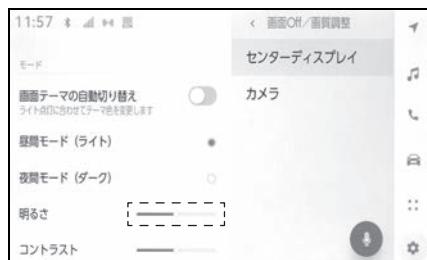 11:57
モード
画面テーマの自動切り替え
ライト点灯に合わせてテーマ色を変更します
昼間モード (ライト)
夜間モード (ダーク)
明るさ
コントラスト
< 画面Off/画質調整
センターディスプレイ
カメラ